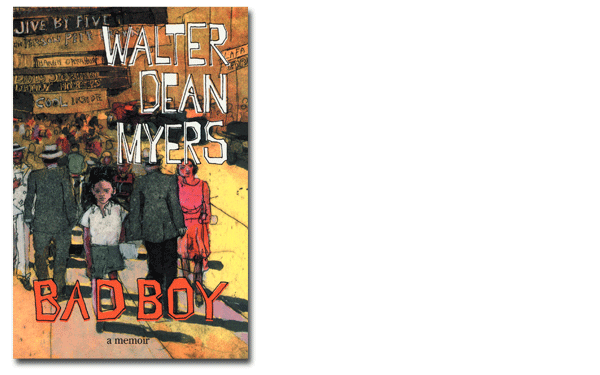 JIVE BY FIVE
WALTER
DEAN
MYERS
BAD BOY
a memoir